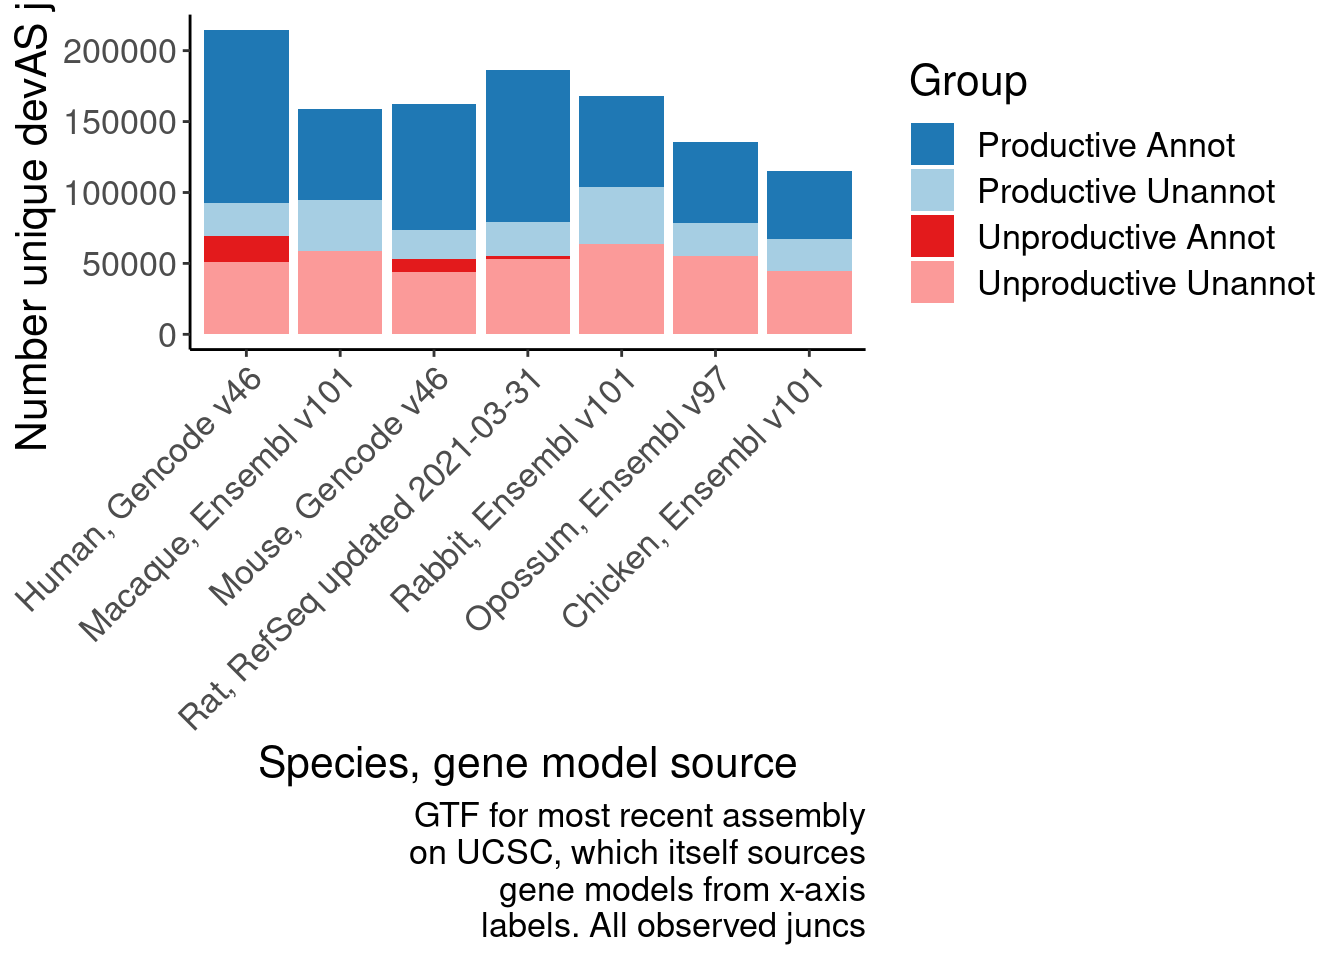 Number unique devAS j
200000
150000
100000
50000
0
Human, Gencode v46
Macaque, Ensembl v101
Mouse, Gencode v46
Rat, RefSeq updated 2021-03-31
Rabbit, Ensembl v101
Opossum, Ensembl v97
Chicken, Ensembl v101
Species, gene model source
GTF for most recent assembly
on UCSC, which itself sources
gene models from x-axis
labels. All observed juncs
Group
Productive Annot
Productive Unannot
Unproductive Annot
Unproductive Unannot